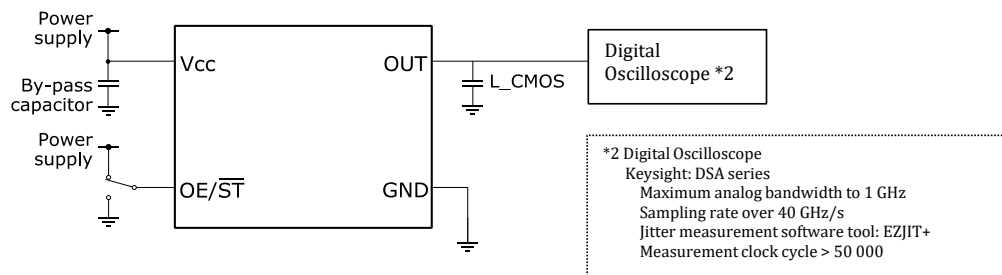 Power
supply
Vcc
OUT
Digital
Oscilloscope *2
By-pass
capacitor
L_CMOS
Power
supply
OE/S̅T̅
GND
*2 Digital Oscilloscope
Keysight: DSA series
Maximum analog bandwidth to 1 GHz
Sampling rate over 40 GHz/s
Jitter measurement software tool: EZJIT+
Measurement clock cycle > 50 000